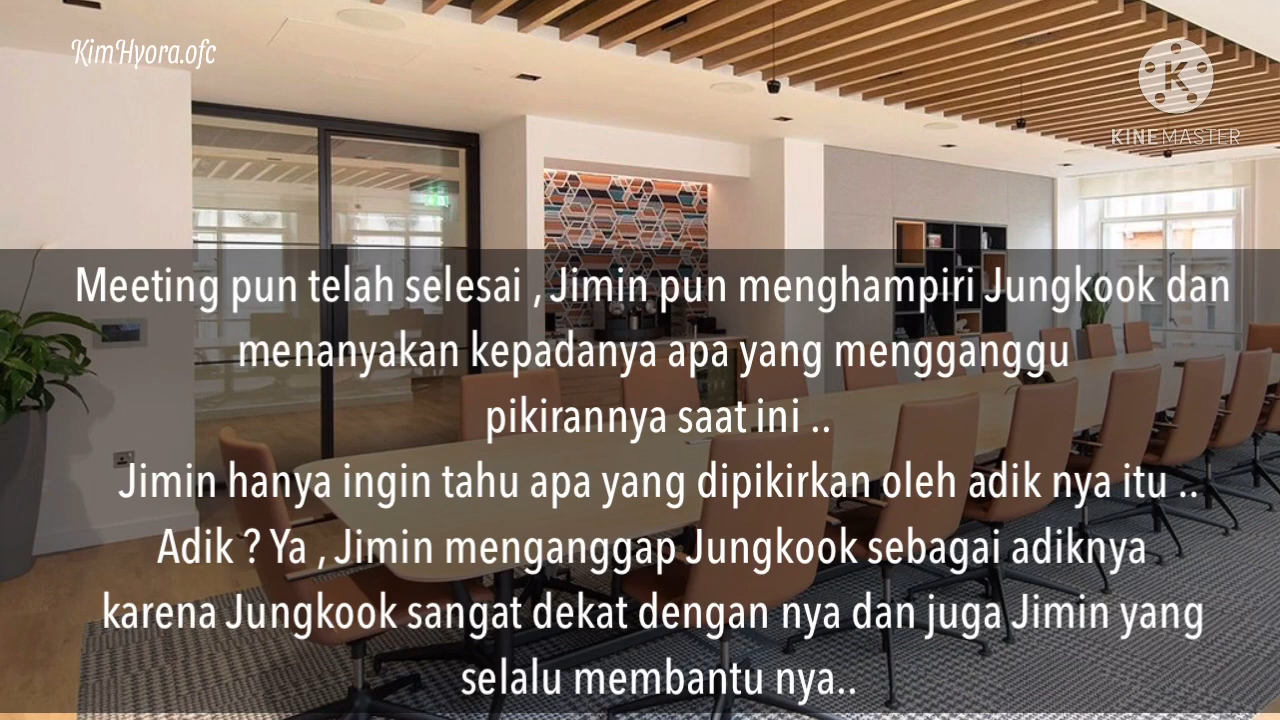 KimHyora.ofc
KINEMASTER
Meeting pun telah selesai , Jimin pun menghampiri Jungkook dan
menanyakan kepadanya apa yang mengganggu
pikirannya saat ini ..
Jimin hanya ingin tahu apa yang dipikirkan oleh adik nya itu ..
Adik ? Ya , Jimin menganggap Jungkook sebagai adiknya
karena Jungkook sangat dekat dengan nya dan juga Jimin yang
selalu membantu nya..